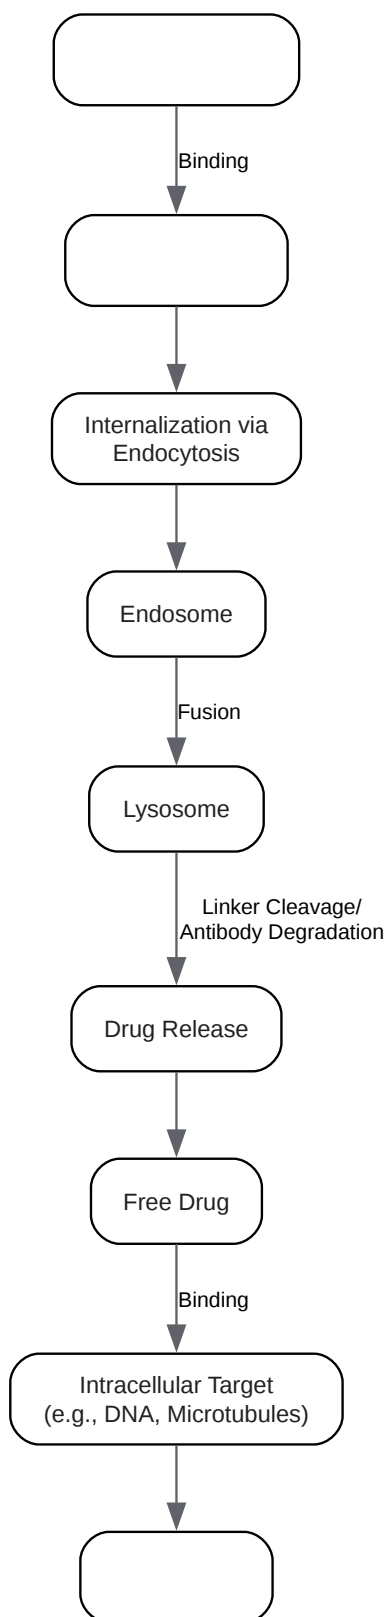 Binding
Internalization via
Endocytosis
Endosome
Fusion
Lysosome
Linker Cleavage/
Antibody Degradation
Drug Release
Free Drug
Binding
Intracellular Target
(e.g., DNA, Microtubules)